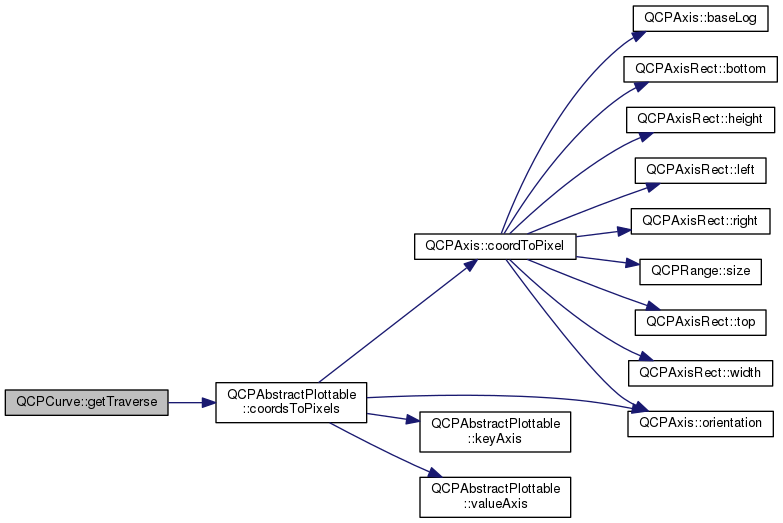 QCPAxis::baseLog
QCPAxisRect::bottom
QCPAxisRect::height
QCPAxisRect::left
QCPAxisRect::right
QCPAxis::coordToPixel
QCPRange::size
QCPAxisRect::top
QCPAxisRect::width
QCPCurve::getTraverse
QCPAbstractPlottable
::coordsToPixels
QCPAxis::orientation
QCPAbstractPlottable
::keyAxis
QCPAbstractPlottable
::valueAxis